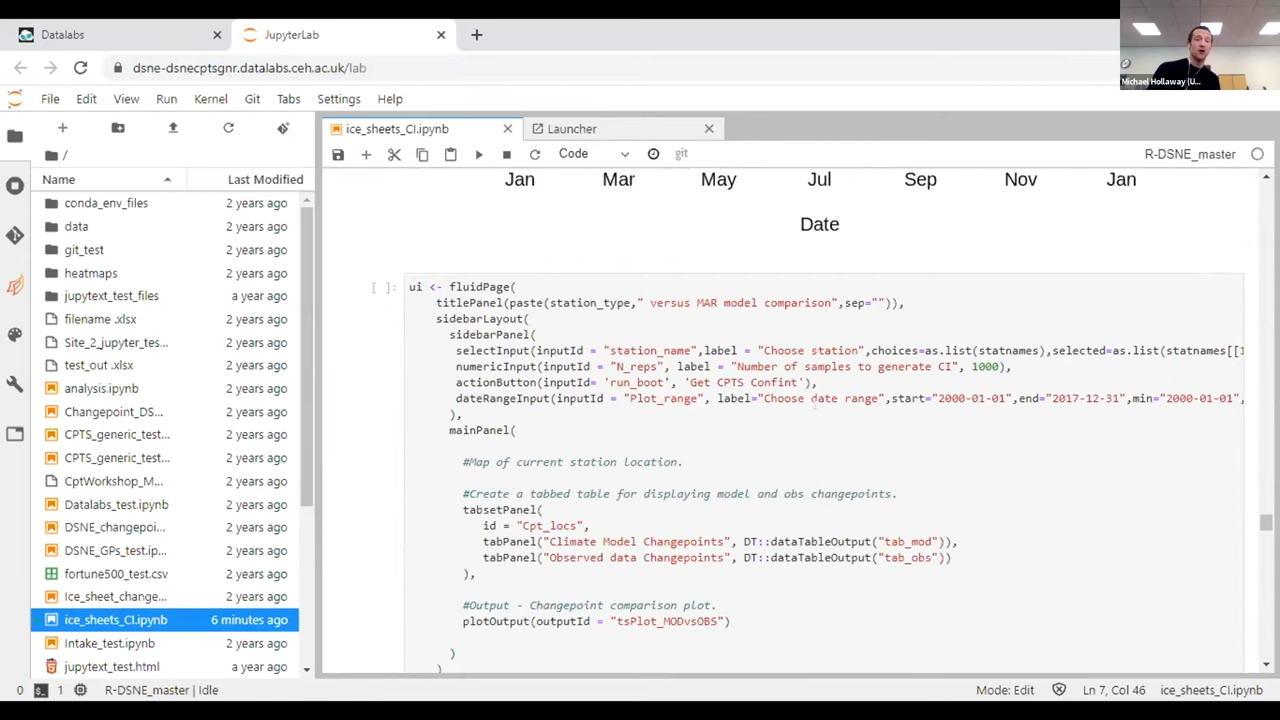 Datalabs
JupyterLab
dsne-dsnecptsgnr.datalabs.ceh.ac.uk/lab
Michael Hollaway (U...
File Edit View Run Kernel Git Tabs Settings Help
ice_sheets_CI.ipynb
Launcher
Code
git
R-DSNE_master
/
Name Last Modified
conda_env_files 2 years ago
data 2 years ago
git_test 2 years ago
heatmaps 2 years ago
jupytext_test_files a year ago
filename .xlsx 2 years ago
Site_2_jupyter_tes... 2 years ago
test_out .xlsx 2 years ago
analysis.ipynb 2 years ago
Changepoint_DS... 2 years ago
CPTS_generic_test... 2 years ago
CPTS_generic_test... 2 years ago
CptWorkshop_M... 2 years ago
Datalabs_test.ipynb 2 years ago
DSNE_changepoi... 2 years ago
DSNE_GPs_test.ip... 2 years ago
fortune500_test.csv 2 years ago
Ice_sheet_change... 2 years ago
ice_sheets_CI.ipynb 6 minutes ago
Intake_test.ipynb 2 years ago
jupytext_test.html a year ago
Jan Mar May Jul Sep Nov Jan
Date
[ ]: ui <- fluidPage(
titlePanel(paste(station_type," versus MAR model comparison",sep="")),
sidebarLayout(
sidebarPanel(
selectInput(inputId = "station_name",label = "Choose station",choices=as.list(statnames),selected=as.list(statnames[[1
numericInput(inputId = "N_reps", label = "Number of samples to generate CI", 1000),
actionButton(inputId= 'run_boot', 'Get CPTS Confint'),
dateRangeInput(inputId = "Plot_range", label="Choose date range",start="2000-01-01",end="2017-12-31",min="2000-01-01",
),
mainPanel(
#Map of current station location.
#Create a tabbed table for displaying model and obs changepoints.
tabsetPanel(
id = "Cpt_locs",
tabPanel("Climate Model Changepoints", DT::dataTableOutput("tab_mod")),
tabPanel("Observed data Changepoints", DT::dataTableOutput("tab_obs"))
),
#Output - Changepoint comparison plot.
plotOutput(outputId = "tsPlot_MODvsOBS")
)
)
0 1 R-DSNE_master | Idle
Mode: Edit Ln 7, Col 46 ice_sheets_CI.ipynb